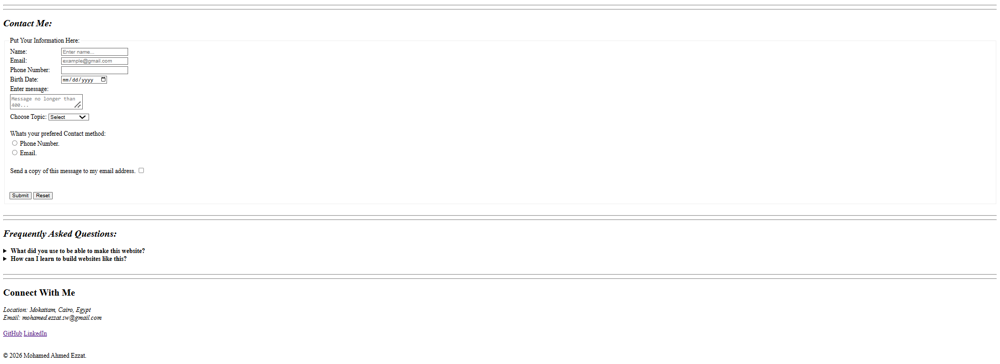 Contact Me:
Put Your Information Here:
Name: Enter name...
Email: example@gmail.com
Phone Number:
Birth Date: mm/dd/yyyy
Enter message:
Message no longer than
400...
Choose Topic: Select
Whats your prefered Contact method:
Phone Number.
Email.
Send a copy of this message to my email address.
Submit Reset
Frequently Asked Questions:
What did you use to be able to make this website?
How can I learn to build websites like this?
Connect With Me
Location: Mokattam, Cairo, Egypt
Email: mohamed.ezzat.sw@gmail.com
GitHub LinkedIn
© 2026 Mohamed Ahmed Ezzat.